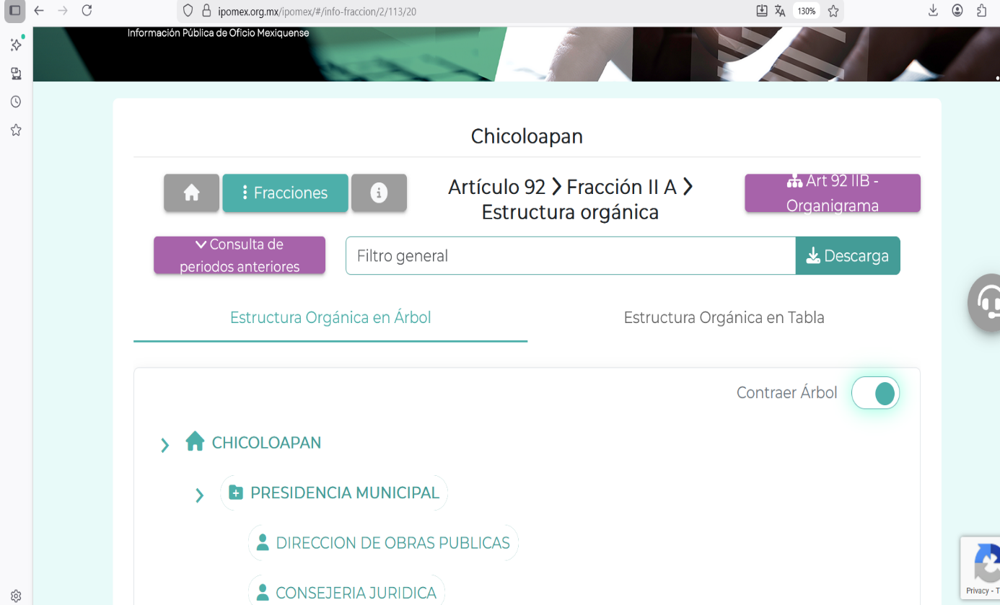 ipomex.org.mx/ipomex/#/info-fraccion/2/113/20
130%
Información Pública de Oficio Mexiquense
Chicoloapan
Fracciones
Artículo 92 > Fracción II A >
Estructura orgánica
Art 92 IIB -
Organigrama
Consulta de
periodos anteriores
Filtro general
Descarga
Estructura Orgánica en Árbol
Estructura Orgánica en Tabla
Contraer Árbol
CHICOLOAPAN
PRESIDENCIA MUNICIPAL
DIRECCION DE OBRAS PUBLICAS
CONSEJERIA JURIDICA
Privacy - T